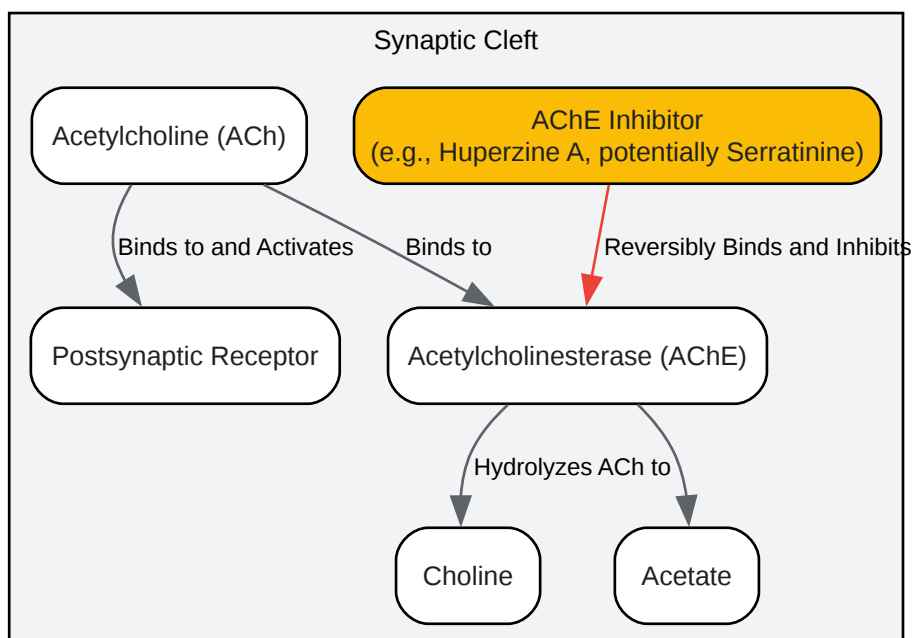 Synaptic Cleft
Acetylcholine (ACh)
AChE Inhibitor
(e.g., Huperzine A, potentially Serratinine)
Binds to and Activates
Binds to
Reversibly Binds and Inhibits
Postsynaptic Receptor
Acetylcholinesterase (AChE)
Hydrolyzes ACh to
Choline
Acetate